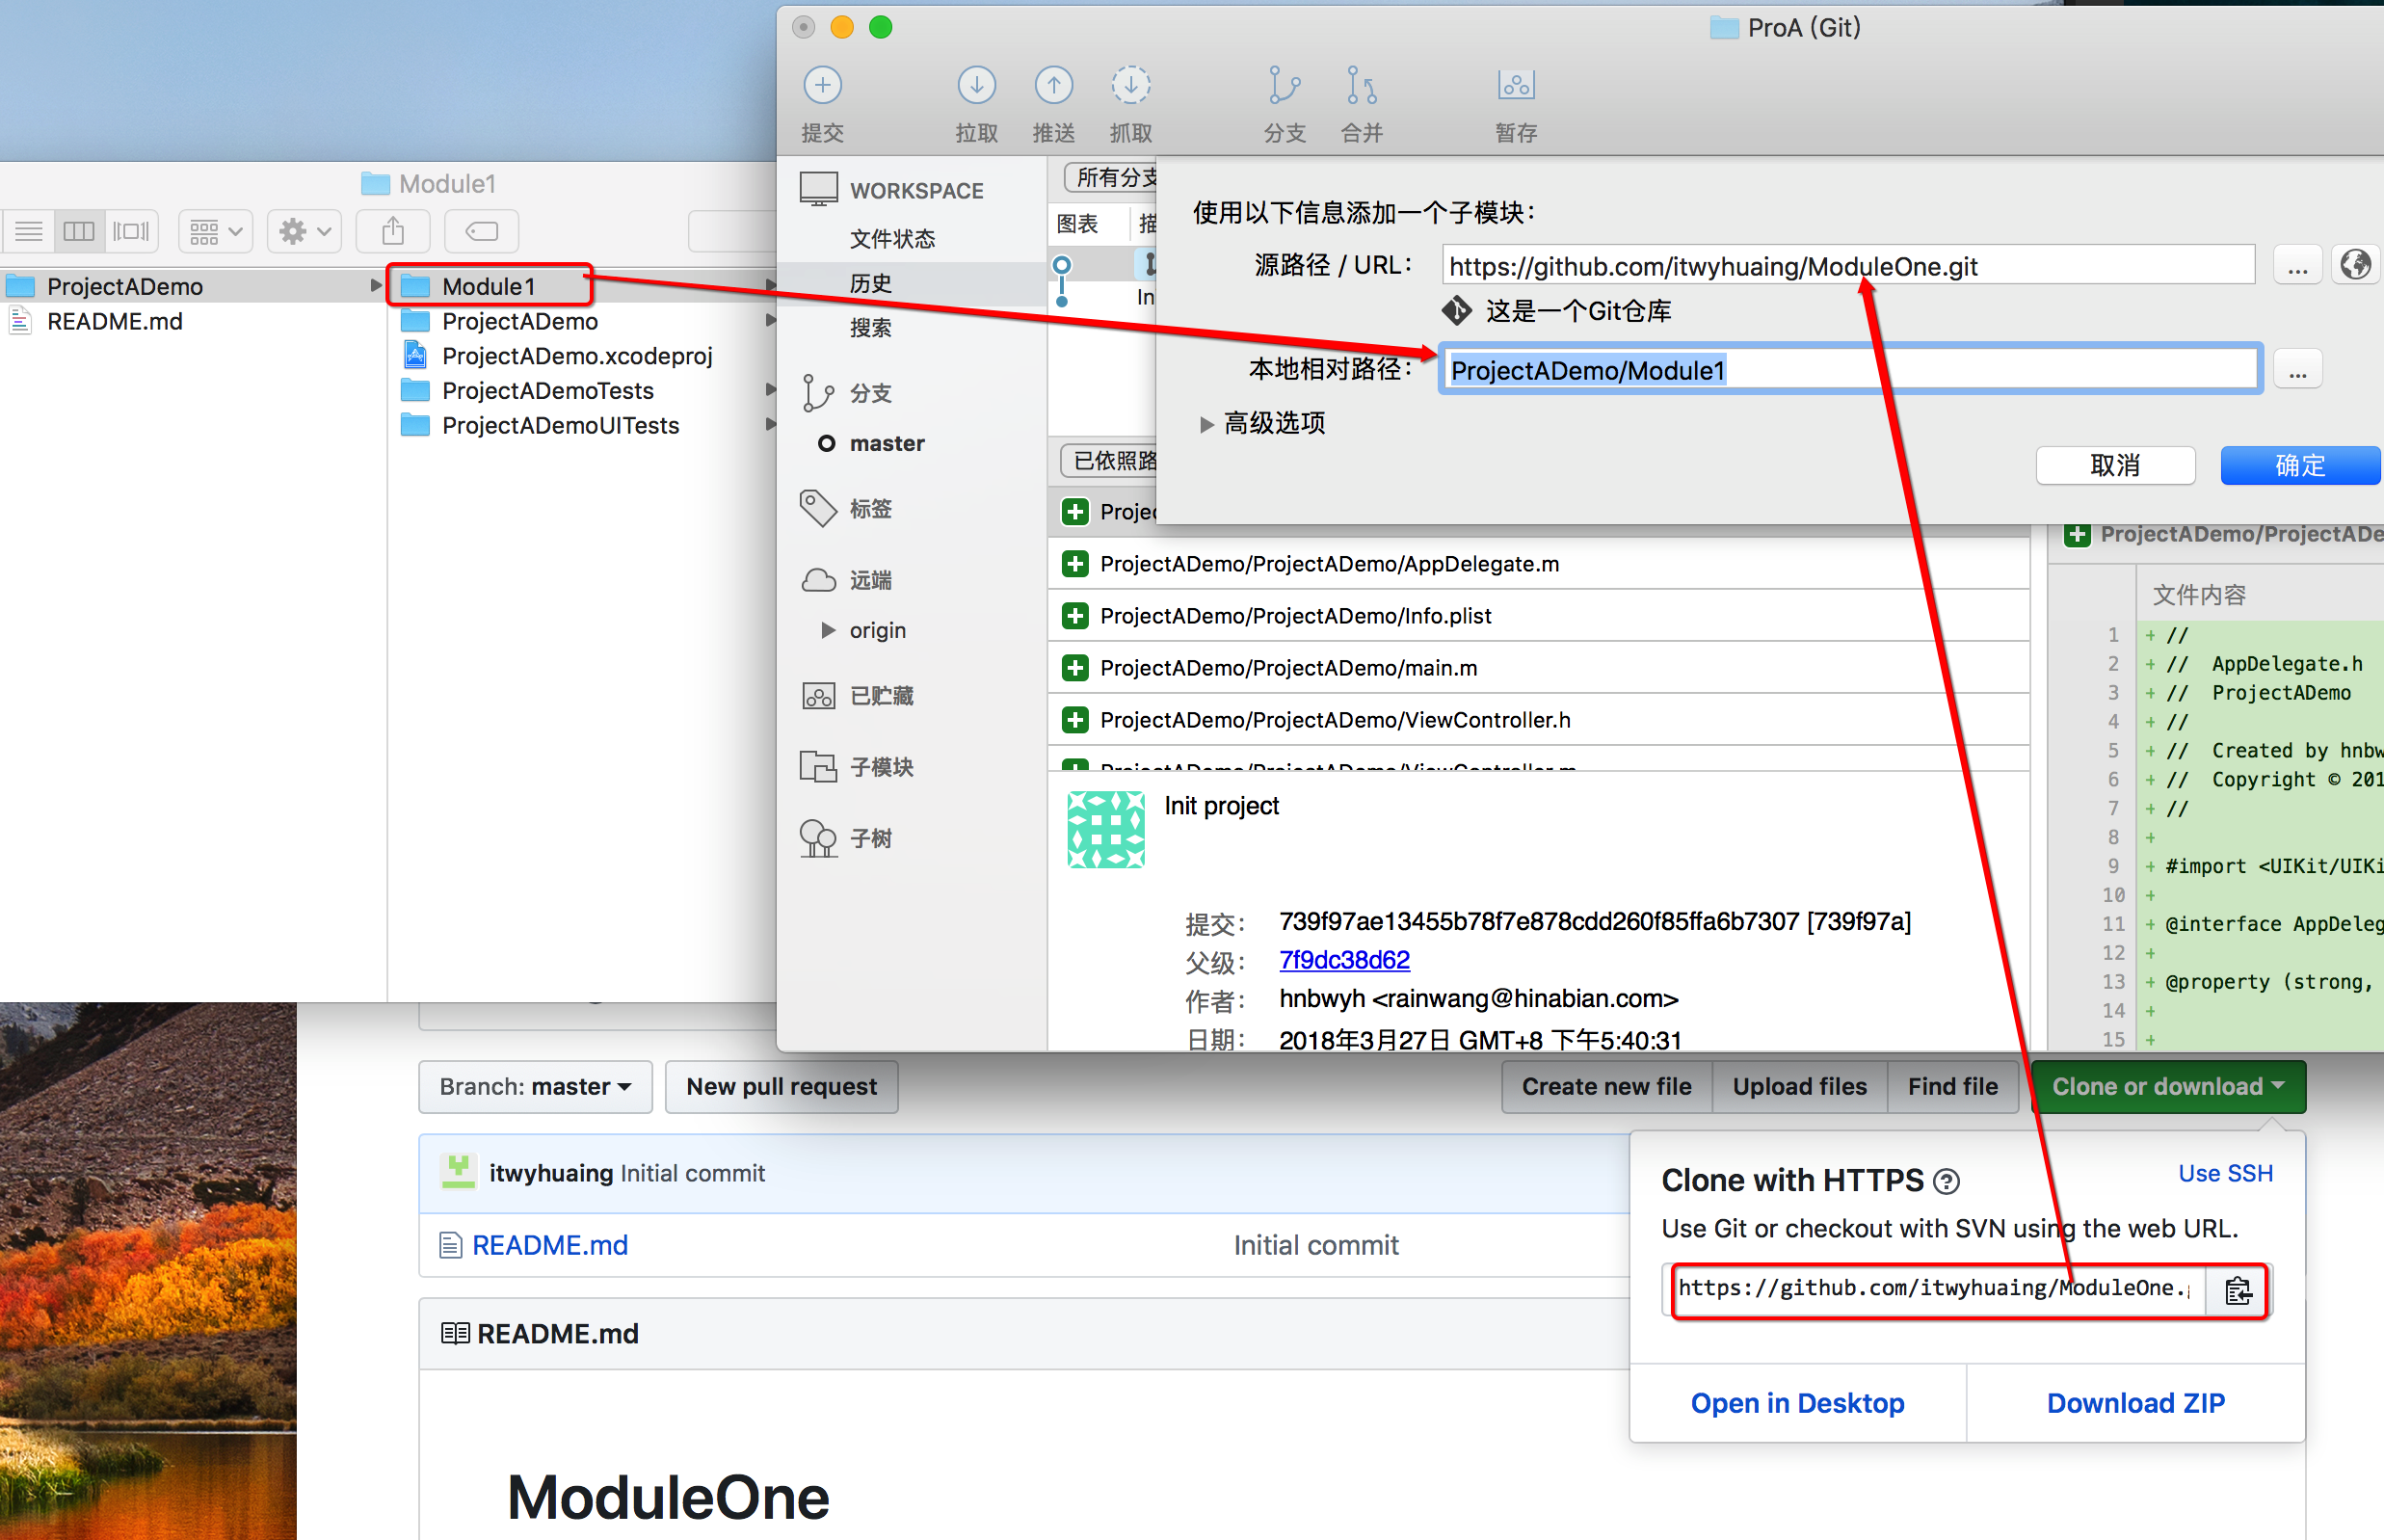 ProA (Git)
提交
拉取
推送
抓取
分支
合并
暂存
Module1
ProjectADemo
README.md
Module1
ProjectADemo
ProjectADemo.xcodeproj
ProjectADemoTests
ProjectADemoUITests
WORKSPACE
文件状态
历史
搜索
分支
master
标签
远端
origin
已贮藏
子模块
子树
所有分支
图表
描
In
使用以下信息添加一个子模块：
源路径 / URL： https://github.com/itwyhuaing/ModuleOne.git ...
这是一个Git仓库
本地相对路径： ProjectADemo/Module1 ...
高级选项
取消
确定
已依照路
Projec
ProjectADemo/ProjectADemo/AppDelegate.m
ProjectADemo/ProjectADemo/Info.plist
ProjectADemo/ProjectADemo/main.m
ProjectADemo/ProjectADemo/ViewController.h
ProjectADemo/ProjectADemo/ViewController.m
Init project
提交： 739f97ae13455b78f7e878cdd260f85ffa6b7307 [739f97a]
父级： 7f9dc38d62
作者： hnbwyh <rainwang@hinabian.com>
日期： 2018年3月27日 GMT+8 下午5:40:31
ProjectADemo/ProjectADe
文件内容
1 + //
2 + // AppDelegate.h
3 + // ProjectADemo
4 + //
5 + // Created by hnbw
6 + // Copyright © 201
7 + //
8 +
9 + #import <UIKit/UIKi
10 +
11 + @interface AppDeleg
12 +
13 + @property (strong,
14 +
15 +
Branch: master
New pull request
Create new file
Upload files
Find file
Clone or download
itwyhuaing Initial commit
README.md
Initial commit
Clone with HTTPS ?
Use SSH
Use Git or checkout with SVN using the web URL.
https://github.com/itwyhuaing/ModuleOne.g
Open in Desktop
Download ZIP
README.md
ModuleOne